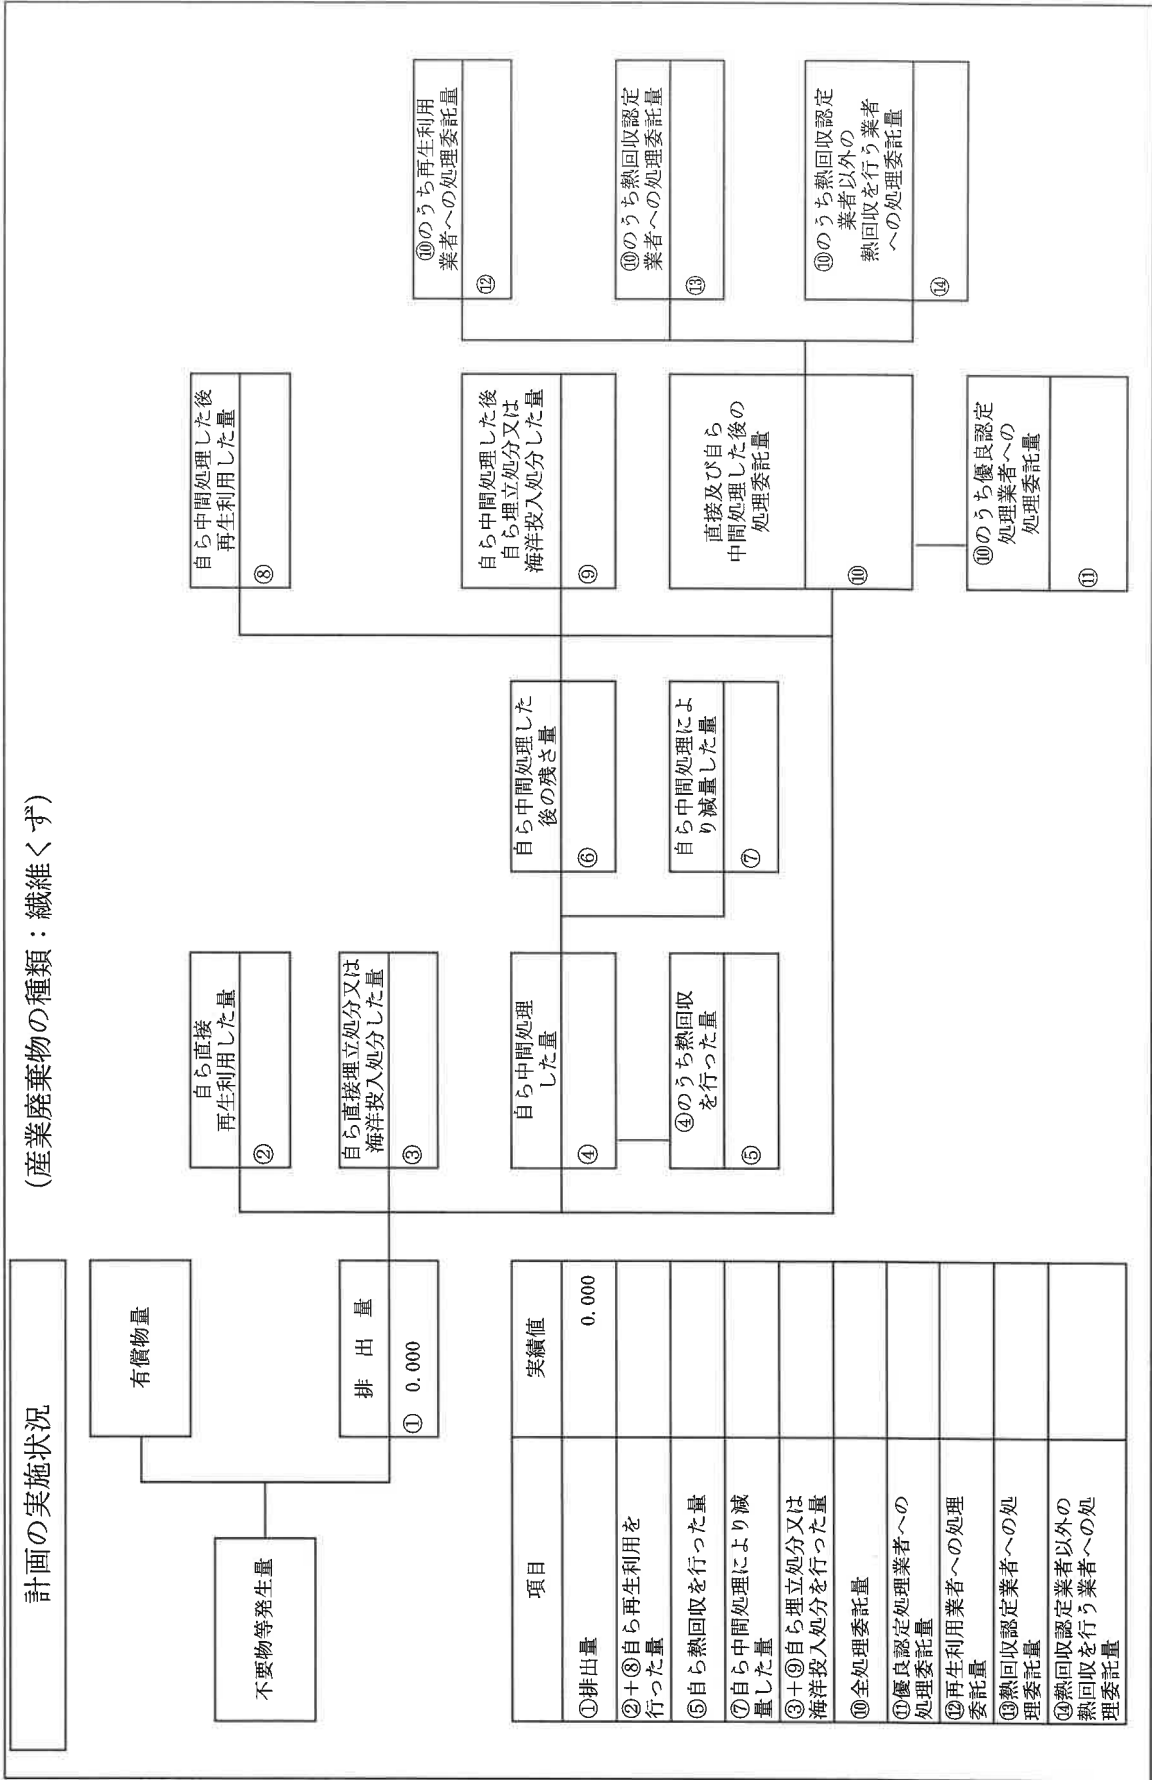 計画の実施状況
(産業廃棄物の種類：繊維くず)
不要物等発生量
有償物量
排 出 量
① 0.000
自ら直接
再生利用した量
②
自ら直接埋立処分又は
海洋投入処分した量
③
自ら中間処理
した量
④
④のうち熱回収
を行った量
⑤
自ら中間処理した
後の残さ量
⑥
自ら中間処理によ
り減量した量
⑦
自ら中間処理した後
再生利用した量
⑧
自ら中間処理した後
自ら埋立処分又は
海洋投入処分した量
⑨
直接及び自ら
中間処理した後の
処理委託量
⑩
⑩のうち優良認定
処理業者への
処理委託量
⑪
⑩のうち再生利用
業者への処理委託量
⑫
⑩のうち熱回収認定
業者への処理委託量
⑬
⑩のうち熱回収認定
業者以外の
熱回収を行う業者
への処理委託量
⑭
項目 実績値
①排出量 0.000
②+⑧自ら再生利用を
行った量
⑤自ら熱回収を行った量
⑦自ら中間処理により減
量した量
③+⑨自ら埋立処分又は
海洋投入処分を行った量
⑩全処理委託量
⑪優良認定処理業者への
処理委託量
⑫再生利用業者への処理
委託量
⑬熱回収認定業者への処
理委託量
⑭熱回収認定業者以外の
熱回収を行う業者への処
理委託量